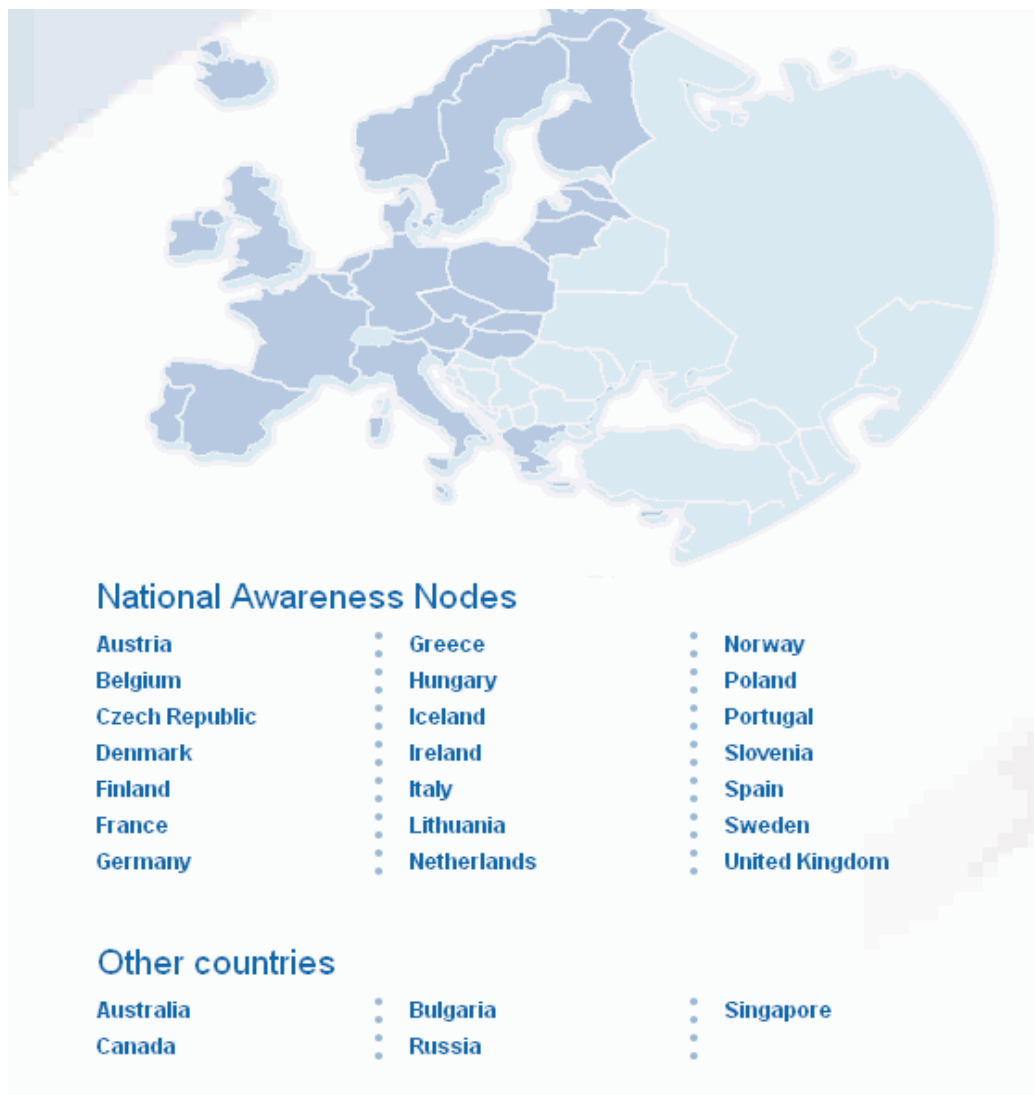 National Awareness Nodes
Austria
Belgium
Czech Republic
Denmark
Finland
France
Germany
Greece
Hungary
Iceland
Ireland
Italy
Lithuania
Netherlands
Norway
Poland
Portugal
Slovenia
Spain
Sweden
United Kingdom
Other countries
Australia
Canada
Bulgaria
Russia
Singapore